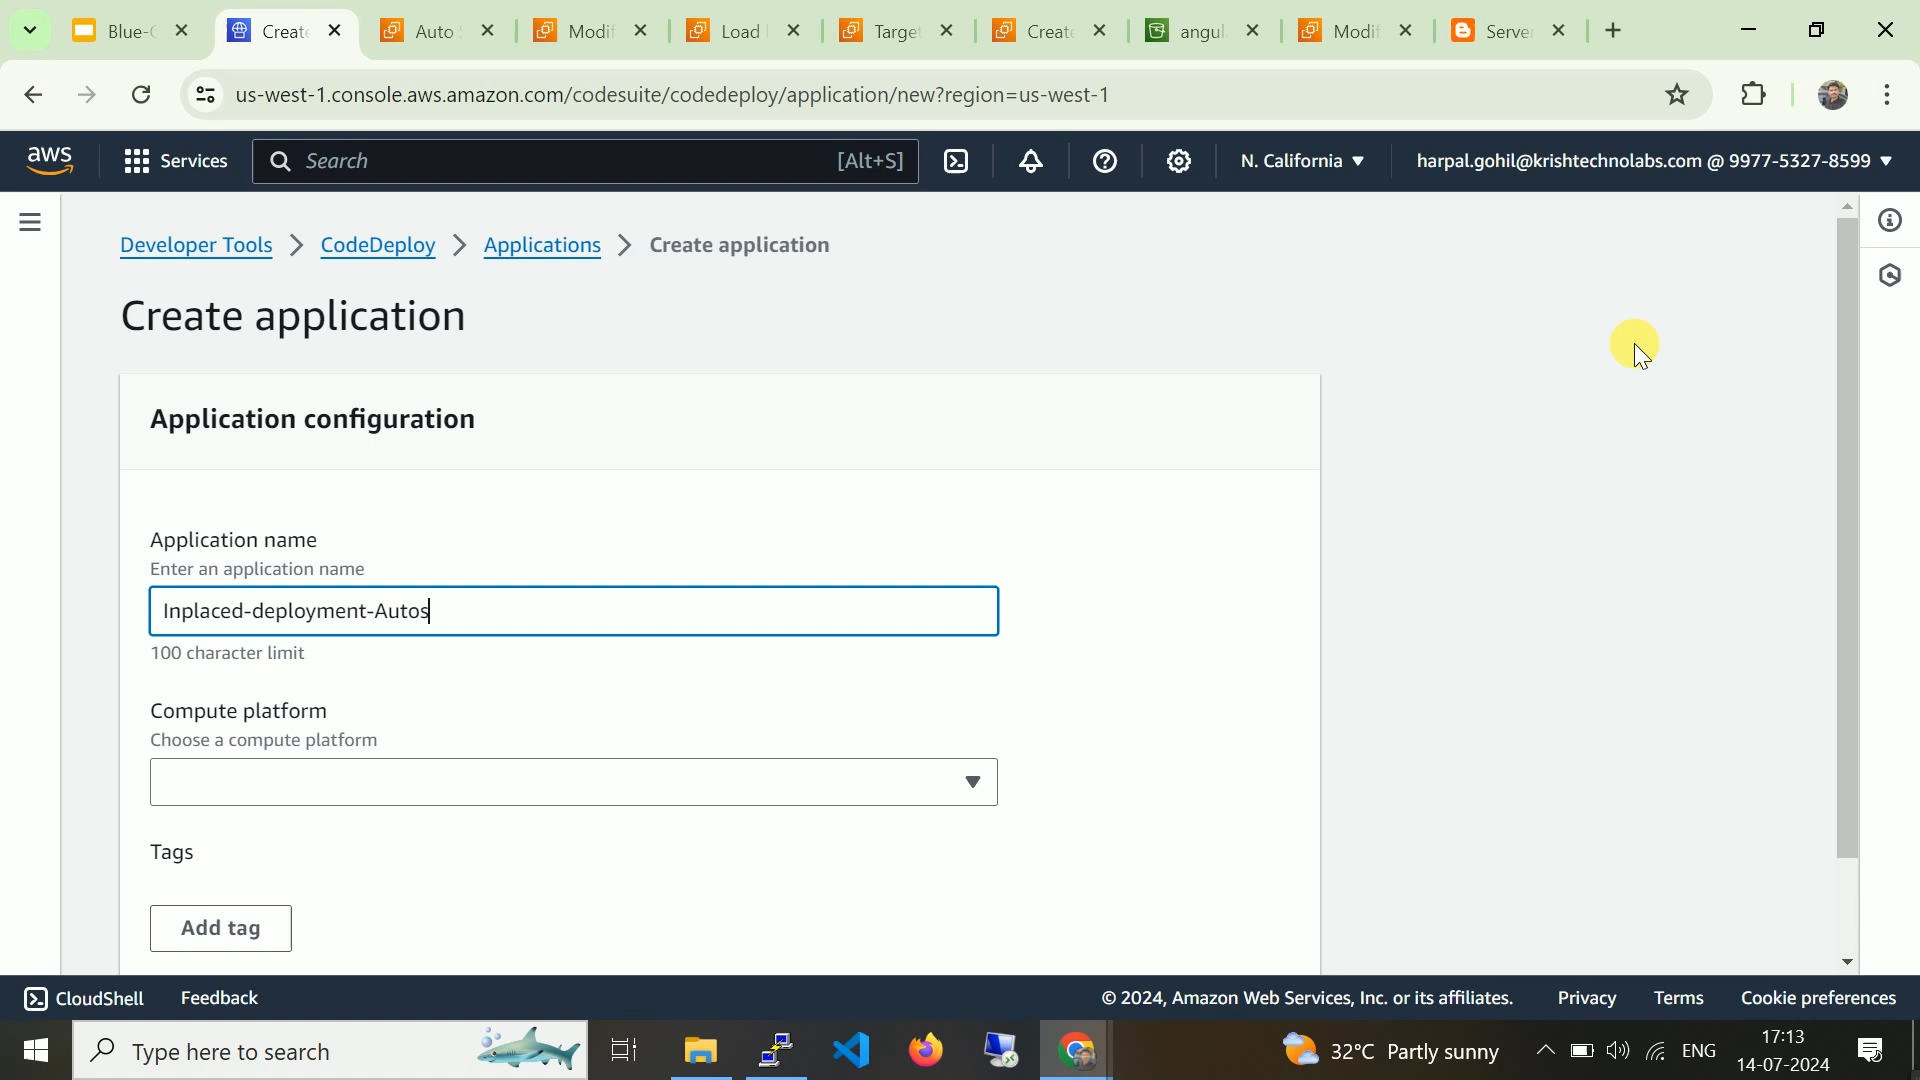 Blue-G
Create
Auto S
Modif
Load
Target
Create
angul
Modif
Server
us-west-1.console.aws.amazon.com/codesuite/codedeploy/application/new?region=us-west-1
aws
Services
Search
[Alt+S]
N. California
harpal.gohil@krishtechnolabs.com @ 9977-5327-8599
Developer Tools
CodeDeploy
Applications
Create application
Create application
Application configuration
Application name
Enter an application name
Inplaced-deployment-Autos
100 character limit
Compute platform
Choose a compute platform
Tags
Add tag
CloudShell
Feedback
© 2024, Amazon Web Services, Inc. or its affiliates.
Privacy
Terms
Cookie preferences
Type here to search
32°C Partly sunny
ENG
17:13
14-07-2024